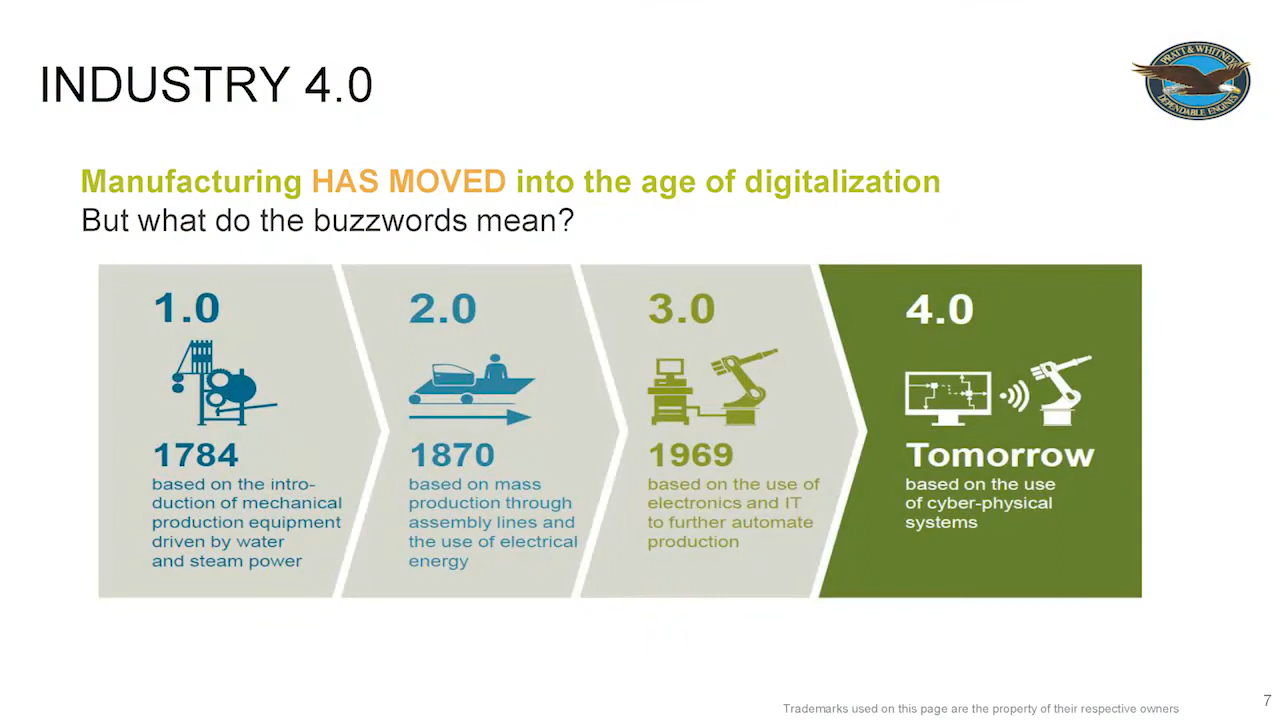 INDUSTRY 4.0
PRATT & WHITNEY
DEPENDABLE ENGINES
Manufacturing HAS MOVED into the age of digitalization
But what do the buzzwords mean?
1.0
1784
based on the intro-
duction of mechanical
production equipment
driven by water
and steam power
2.0
1870
based on mass
production through
assembly lines and
the use of electrical
energy
3.0
1969
based on the use of
electronics and IT
to further automate
production
4.0
Tomorrow
based on the use
of cyber-physical
systems
Trademarks used on this page are the property of their respective owners
7